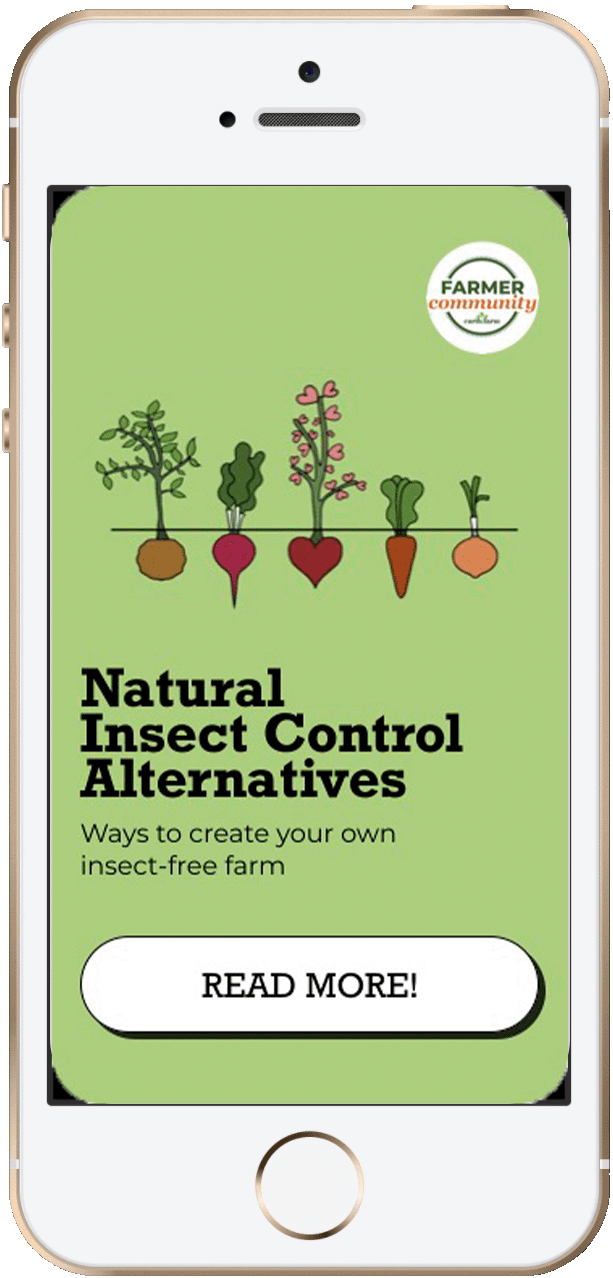 FARMER
community
Natural
Insect Control
Alternatives
Ways to create your own
insect-free farm
READ MORE!